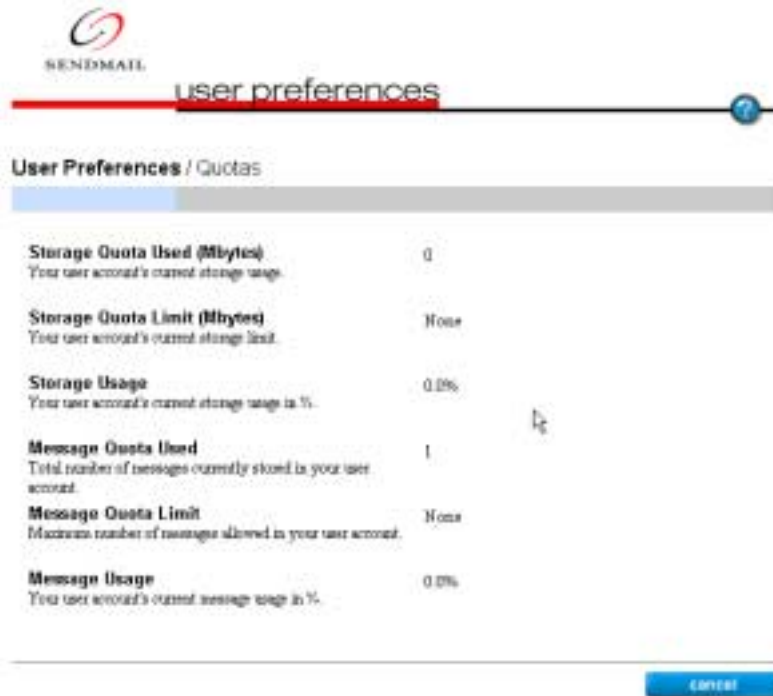 SENDMAIL
user preferences
?
User Preferences / Quotas
Storage Quota Used (Mbytes)
0
Your user account's current storage usage.
Storage Quota Limit (Mbytes)
None
Your user account's current storage limit.
Storage Usage
0.0%
Your user account's current storage usage in %.
Message Quota Used
1
Total number of messages currently stored in your user
account.
Message Quota Limit
None
Maximum number of messages allowed in your user account.
Message Usage
0.0%
Your user account's current message usage in %.
cancel